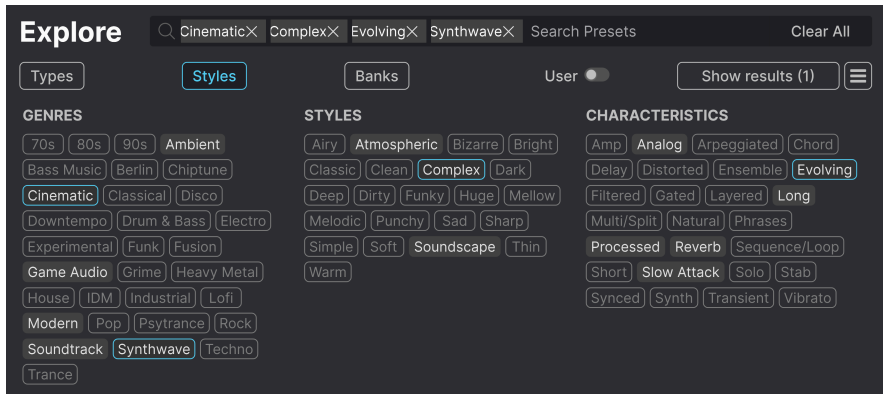 Explore Cinematic Complex Evolving Synthwave Search Presets Clear All
Types Styles Banks User Show results (1)
GENRES
70s 80s 90s Ambient
Bass Music Berlin Chiptune
Cinematic Classical Disco
Downtempo Drum & Bass Electro
Experimental Funk Fusion
Game Audio Grime Heavy Metal
House IDM Industrial Lofi
Modern Pop Psytrance Rock
Soundtrack Synthwave Techno
Trance
STYLES
Airy Atmospheric Bizarre Bright
Classic Clean Complex Dark
Deep Dirty Funky Huge Mellow
Melodic Punchy Sad Sharp
Simple Soft Soundscape Thin
Warm
CHARACTERISTICS
Amp Analog Arpeggiated Chord
Delay Distorted Ensemble Evolving
Filtered Gated Layered Long
Multi/Split Natural Phrases
Processed Reverb Sequence/Loop
Short Slow Attack Solo Stab
Synced Synth Transient Vibrato